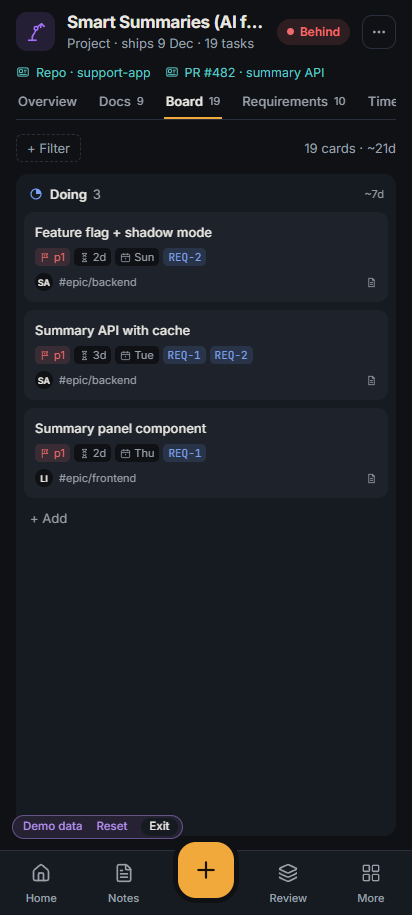 Smart Summaries (AI f...
Project · ships 9 Dec · 19 tasks
Behind
Repo · support-app
PR #482 · summary API
Overview
Docs 9
Board 19
Requirements 10
Time
+ Filter
19 cards · ~21d
Doing 3
~7d
Feature flag + shadow mode
p1 2d Sun REQ-2
SA #epic/backend
Summary API with cache
p1 3d Tue REQ-1 REQ-2
SA #epic/backend
Summary panel component
p1 2d Thu REQ-1
LI #epic/frontend
+ Add
Demo data Reset Exit
Home
Notes
+
Review
More